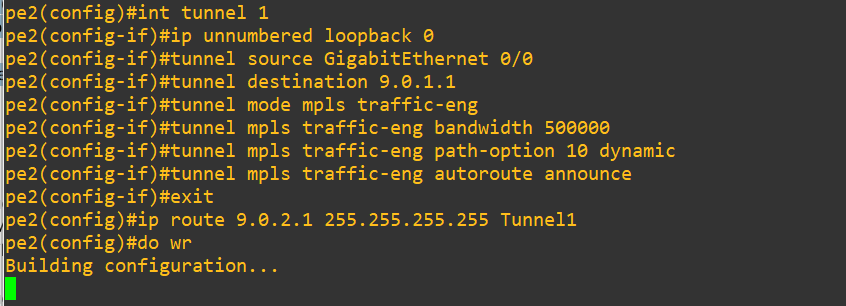 pe2(config)#int tunnel 1
pe2(config-if)#ip unnumbered loopback 0
pe2(config-if)#tunnel source GigabitEthernet 0/0
pe2(config-if)#tunnel destination 9.0.1.1
pe2(config-if)#tunnel mode mpls traffic-eng
pe2(config-if)#tunnel mpls traffic-eng bandwidth 500000
pe2(config-if)#tunnel mpls traffic-eng path-option 10 dynamic
pe2(config-if)#tunnel mpls traffic-eng autoroute announce
pe2(config-if)#exit
pe2(config)#ip route 9.0.2.1 255.255.255.255 Tunnel1
pe2(config)#do wr
Building configuration...